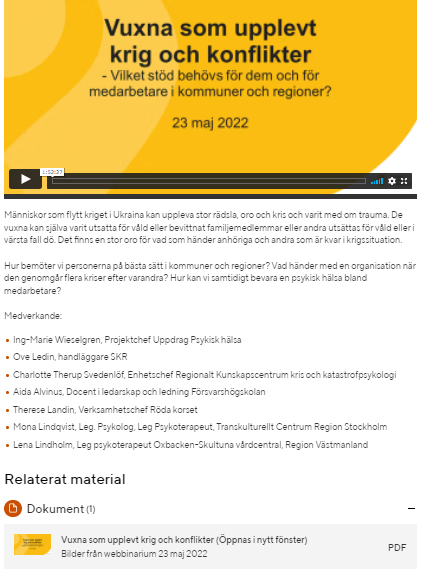 Vuxna som upplevt
krig och konflikter
- Vilket stöd behövs för dem och för
medarbetare i kommuner och regioner?
23 maj 2022
1:52:37
Människor som flytt kriget i Ukraina kan uppleva stor rädsla, oro och kris och varit med om trauma. De
vuxna kan själva varit utsatta för våld eller bevittnat familjemedlemmar eller andra utsättas för våld eller i
värsta fall dö. Det finns en stor oro för vad som händer anhöriga och andra som är kvar i krigssituation.
Hur bemöter vi personerna på bästa sätt i kommuner och regioner? Vad händer med en organisation när
den genomgår flera kriser efter varandra? Hur kan vi samtidigt bevara en psykisk hälsa bland
medarbetare?
Medverkande:
Ing-Marie Wieselgren, Projektchef Uppdrag Psykisk hälsa
Ove Ledin, handläggare SKR
Charlotte Therup Svedenlöf, Enhetschef Regionalt Kunskapscentrum kris och katastrofpsykologi
Aida Alvinus, Docent i ledarskap och ledning Försvarshögskolan
Therese Landin, Verksamhetschef Röda korset
Mona Lindqvist, Leg. Psykolog, Leg Psykoterapeut, Transkulturellt Centrum Region Stockholm
Lena Lindholm, Leg psykoterapeut Oxbacken-Skultuna vårdcentral, Region Västmanland
Relaterat material
Dokument (1)
Vuxna som upplevt krig och konflikter (Öppnas i nytt fönster)
Bilder från webbinarium 23 maj 2022
PDF